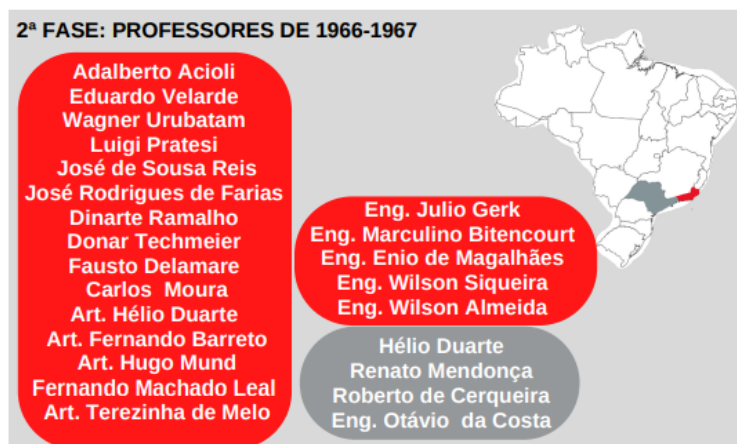 2ª FASE: PROFESSORES DE 1966-1967
Adalberto Acioli
Eduardo Velarde
Wagner Urubatam
Luigi Pratesi
José de Sousa Reis
José Rodrigues de Farias
Dinarte Ramalho
Donar Techmeier
Fausto Delamare
Carlos Moura
Art. Hélio Duarte
Art. Fernando Barreto
Art. Hugo Mund
Fernando Machado Leal
Art. Terezinha de Melo
Eng. Julio Gerk
Eng. Marculino Bitencourt
Eng. Enio de Magalhães
Eng. Wilson Siqueira
Eng. Wilson Almeida
Hélio Duarte
Renato Mendonça
Roberto de Cerqueira
Eng. Otávio da Costa